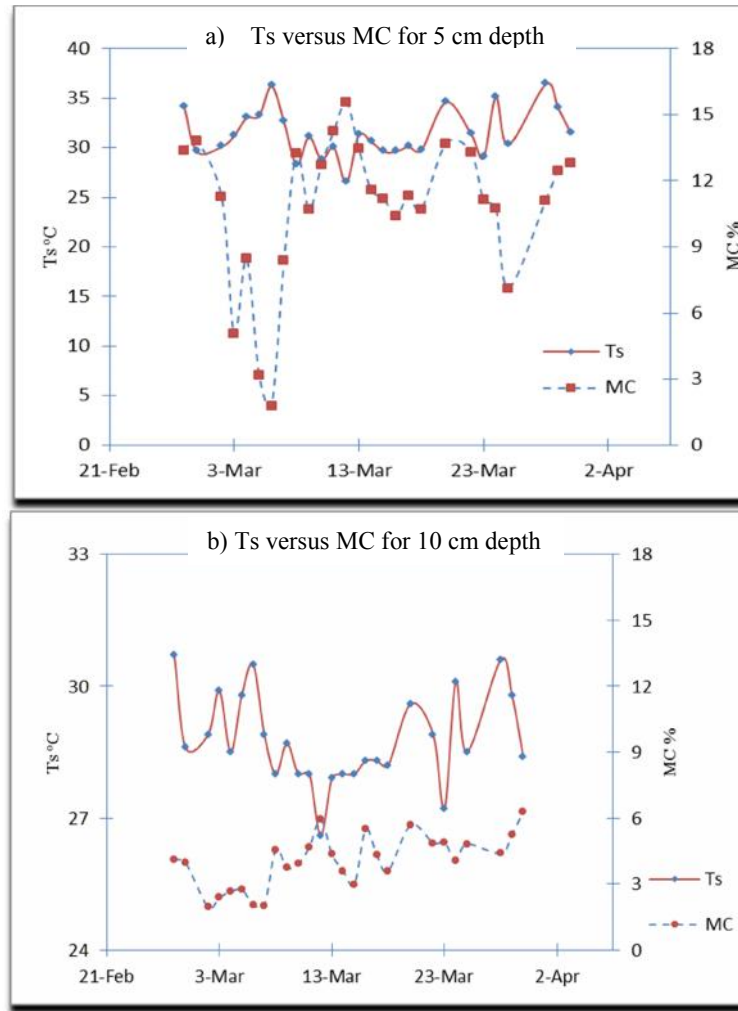 a) Ts versus MC for 5 cm depth
40
35
30
25
20
15
10
5
0
Ts °C
18
15
12
9
6
3
0
MC %
Ts
MC
21-Feb 3-Mar 13-Mar 23-Mar 2-Apr
b) Ts versus MC for 10 cm depth
33
30
27
24
Ts °C
18
15
12
9
6
3
0
MC %
Ts
MC
21-Feb 3-Mar 13-Mar 23-Mar 2-Apr